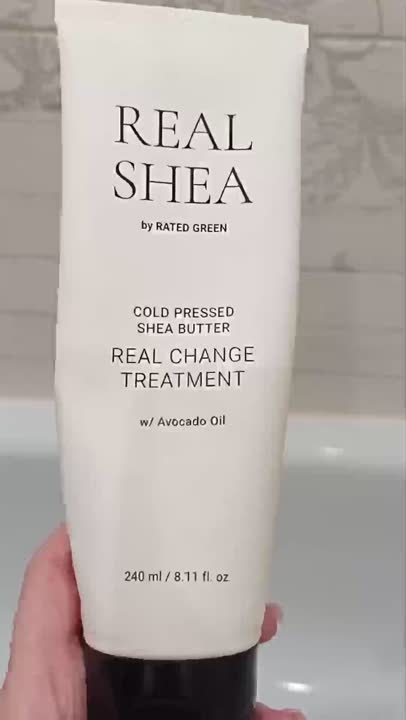 REAL
SHEA
by RATED GREEN
COLD PRESSED
SHEA BUTTER
REAL CHANGE
TREATMENT
w/ Avocado Oil
240 ml / 8.11 fl. oz